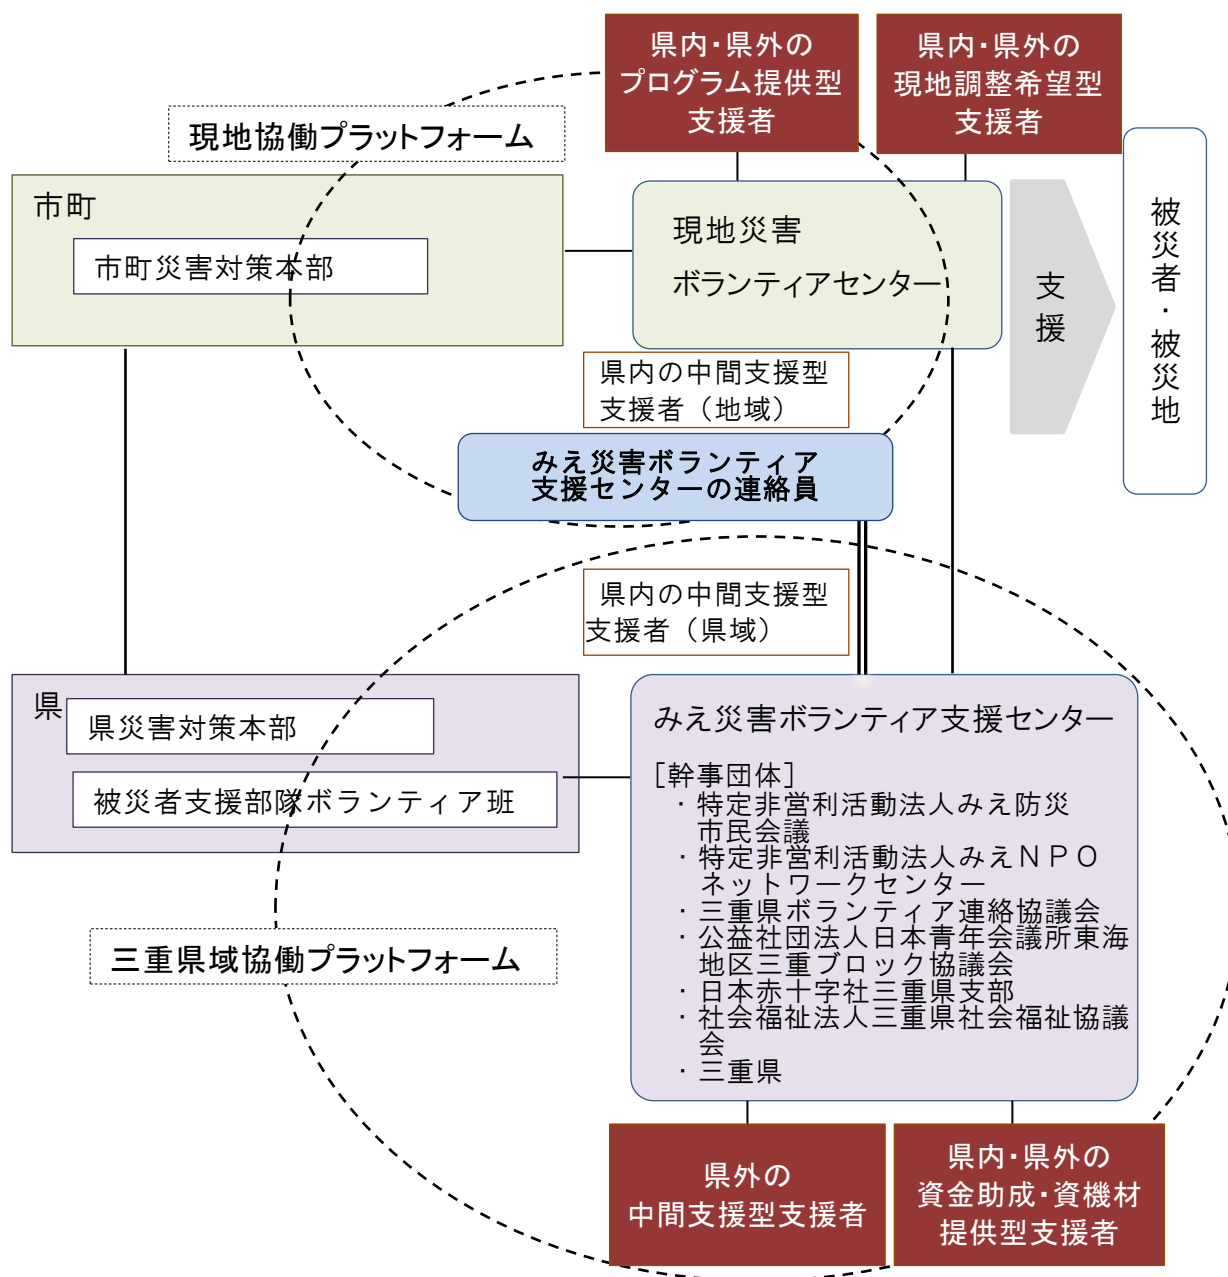 県内・県外の
プログラム提供型
支援者
県内・県外の
現地調整希望型
支援者
現地協働プラットフォーム
市町
市町災害対策本部
現地災害
ボランティアセンター
支援
被災者・被災地
県内の中間支援型
支援者（地域）
みえ災害ボランティア
支援センターの連絡員
県内の中間支援型
支援者（県域）
県
県災害対策本部
被災者支援部隊ボランティア班
みえ災害ボランティア支援センター
［幹事団体］
・特定非営利活動法人みえ防災
市民会議
・特定非営利活動法人みえＮＰＯ
ネットワークセンター
・三重県ボランティア連絡協議会
・公益社団法人日本青年会議所東海
地区三重ブロック協議会
・日本赤十字社三重県支部
・社会福祉法人三重県社会福祉協議
会
・三重県
三重県域協働プラットフォーム
県外の
中間支援型支援者
県内・県外の
資金助成・資機材
提供型支援者